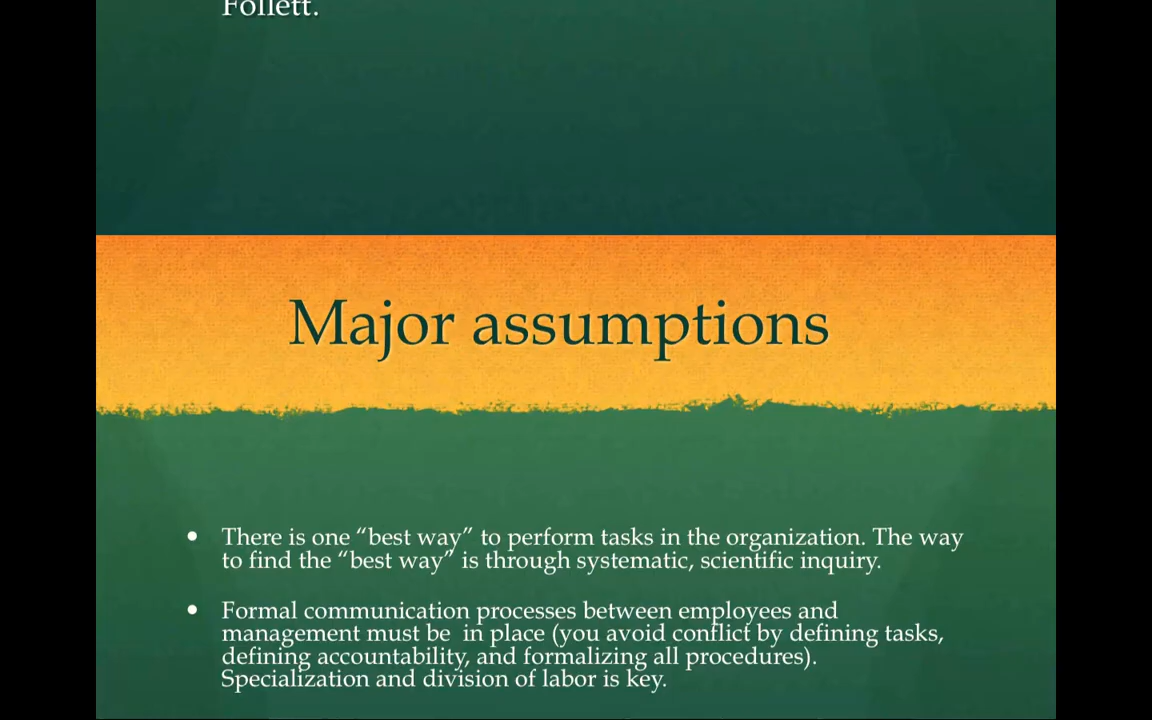 Follett.
Major assumptions
• There is one “best way” to perform tasks in the organization. The way
to find the “best way” is through systematic, scientific inquiry.
• Formal communication processes between employees and
management must be  in place (you avoid conflict by defining tasks,
defining accountability, and formalizing all procedures).
Specialization and division of labor is key.